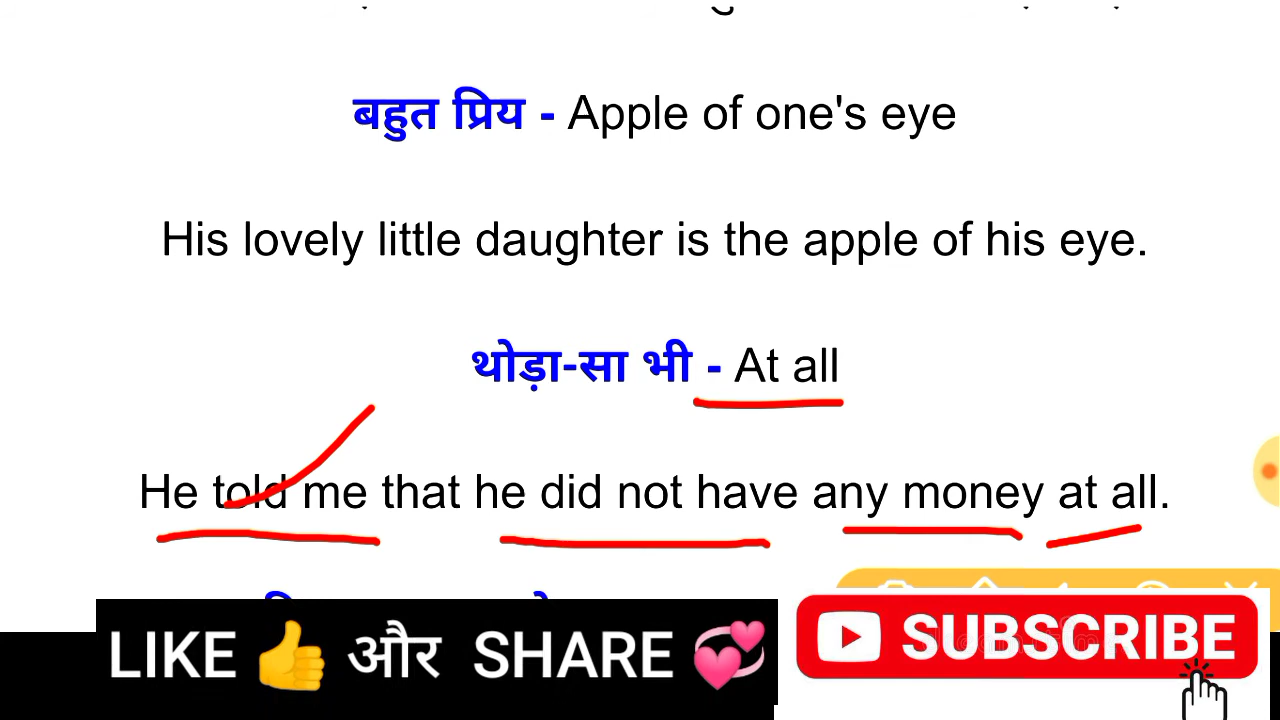 बहुत प्रिय - Apple of one's eye
His lovely little daughter is the apple of his eye.
थोड़ा-सा भी - At all
He told me that he did not have any money at all.
LIKE 👍 और SHARE 💞
SUBSCRIBE